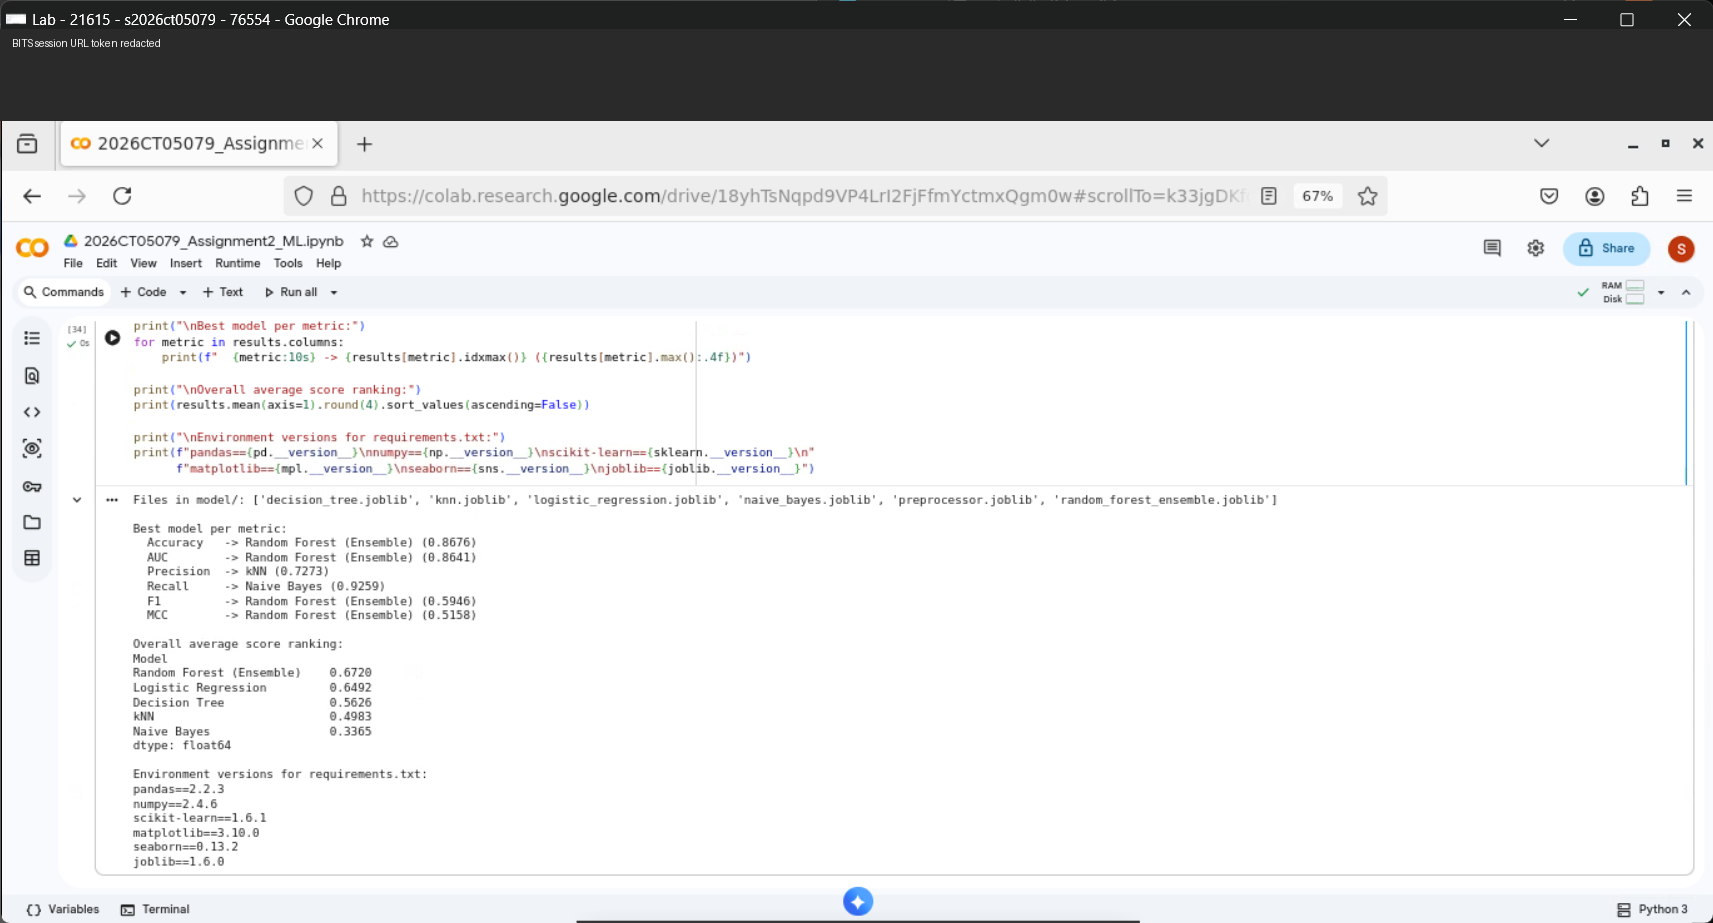 Lab - 21615 - s2026ct05079 - 76554 - Google Chrome
BITS session URL token redacted
2026CT05079_Assignme
https://colab.research.google.com/drive/18yhTsNqpd9VP4LrI2FjFfmYctmxQgm0w#scrollTo=k33jgDKf
67%
2026CT05079_Assignment2_ML.ipynb
File Edit View Insert Runtime Tools Help
Share
S
Commands + Code + Text Run all
RAM
Disk
[34]
0s
print("\nBest model per metric:")
for metric in results.columns:
    print(f"  {metric:10s} -> {results[metric].idxmax()} ({results[metric].max():.4f})")
print("\nOverall average score ranking:")
print(results.mean(axis=1).round(4).sort_values(ascending=False))
print("\nEnvironment versions for requirements.txt:")
print(f"pandas=={pd.__version__}\nnumpy=={np.__version__}\nscikit-learn=={sklearn.__version__}\n"
      f"matplotlib=={mpl.__version__}\nseaborn=={sns.__version__}\njoblib=={joblib.__version__}")
Files in model/: ['decision_tree.joblib', 'knn.joblib', 'logistic_regression.joblib', 'naive_bayes.joblib', 'preprocessor.joblib', 'random_forest_ensemble.joblib']
Best model per metric:
  Accuracy   -> Random Forest (Ensemble) (0.8676)
  AUC        -> Random Forest (Ensemble) (0.8641)
  Precision  -> kNN (0.7273)
  Recall     -> Naive Bayes (0.9259)
  F1         -> Random Forest (Ensemble) (0.5946)
  MCC        -> Random Forest (Ensemble) (0.5158)
Overall average score ranking:
Model
Random Forest (Ensemble)    0.6720
Logistic Regression         0.6492
Decision Tree               0.5626
kNN                         0.4983
Naive Bayes                 0.3365
dtype: float64
Environment versions for requirements.txt:
pandas==2.2.3
numpy==2.4.6
scikit-learn==1.6.1
matplotlib==3.10.0
seaborn==0.13.2
joblib==1.6.0
Variables Terminal
Python 3